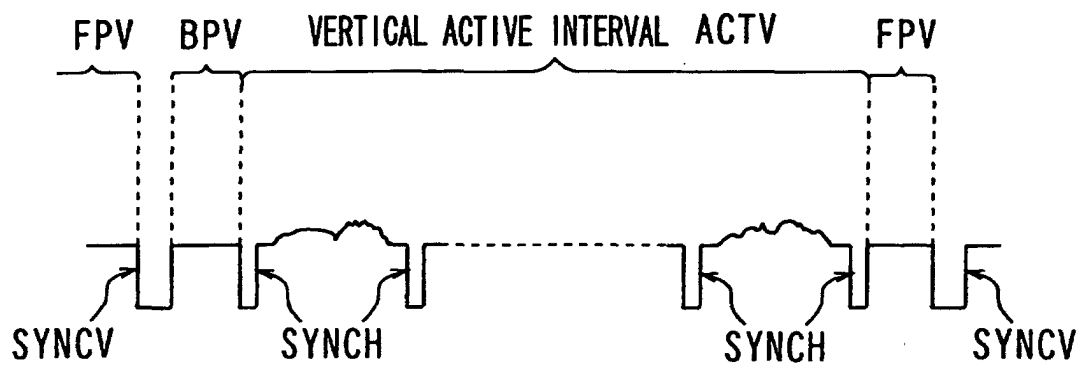 FPV BPV VERTICAL ACTIVE INTERVAL ACTV FPV
SYNCV SYNCH SYNCH SYNCV